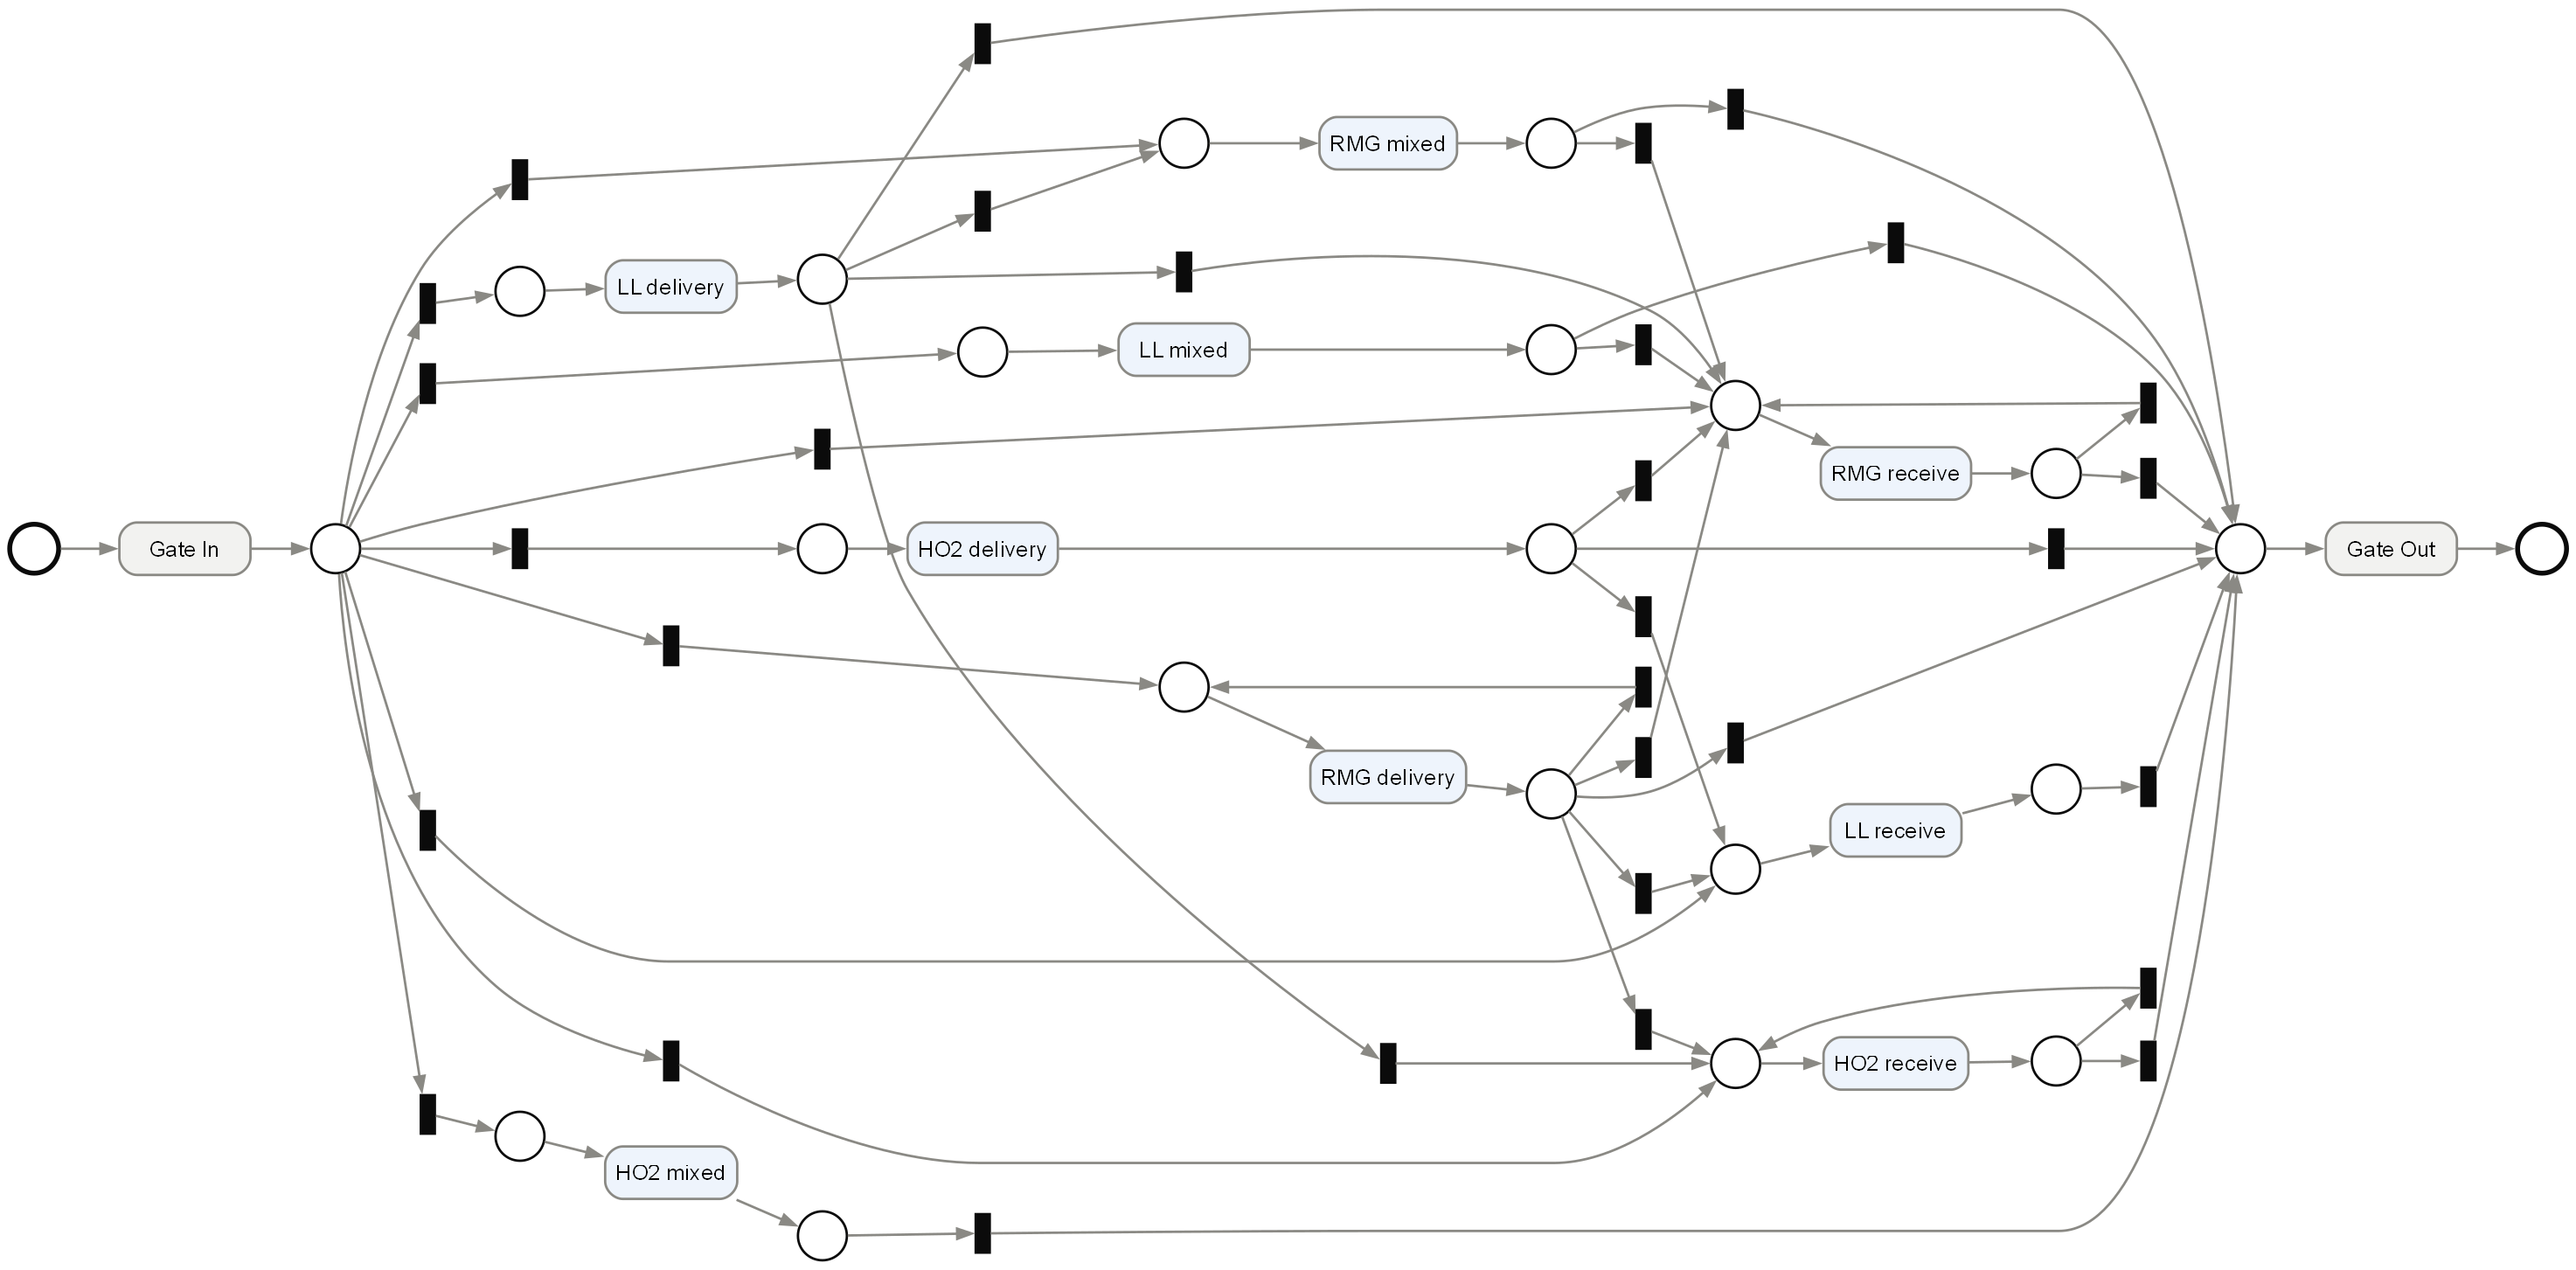 RMG mixed
LL delivery
LL mixed
RMG receive
Gate In
HO2 delivery
Gate Out
RMG delivery
LL receive
HO2 receive
HO2 mixed